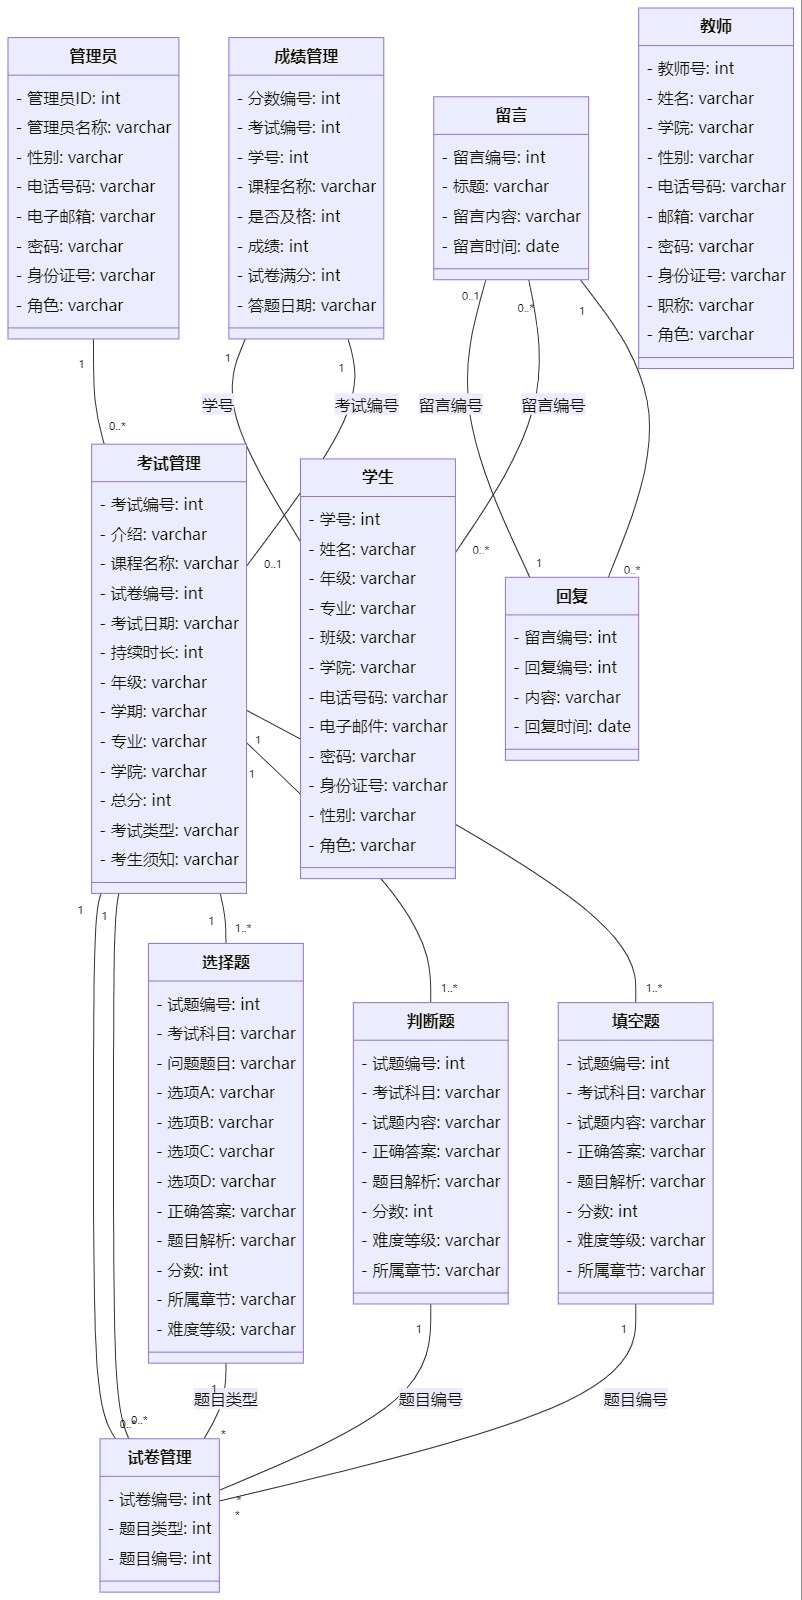 管理员
- 管理员ID: int
- 管理员名称: varchar
- 性别: varchar
- 电话号码: varchar
- 电子邮箱: varchar
- 密码: varchar
- 身份证号: varchar
- 角色: varchar
成绩管理
- 分数编号: int
- 考试编号: int
- 学号: int
- 课程名称: varchar
- 是否及格: int
- 成绩: int
- 试卷满分: int
- 答题日期: varchar
留言
- 留言编号: int
- 标题: varchar
- 留言内容: varchar
- 留言时间: date
教师
- 教师号: int
- 姓名: varchar
- 学院: varchar
- 性别: varchar
- 电话号码: varchar
- 邮箱: varchar
- 密码: varchar
- 身份证号: varchar
- 职称: varchar
- 角色: varchar
0..1
0..*
1
1
1
1
学号
考试编号
留言编号
留言编号
0..*
0..1
0..*
1
0..*
考试管理
- 考试编号: int
- 介绍: varchar
- 课程名称: varchar
- 试卷编号: int
- 考试日期: varchar
- 持续时长: int
- 年级: varchar
- 学期: varchar
- 专业: varchar
- 学院: varchar
- 总分: int
- 考试类型: varchar
- 考生须知: varchar
学生
- 学号: int
- 姓名: varchar
- 年级: varchar
- 专业: varchar
- 班级: varchar
- 学院: varchar
- 电话号码: varchar
- 电子邮件: varchar
- 密码: varchar
- 身份证号: varchar
- 性别: varchar
- 角色: varchar
回复
- 留言编号: int
- 回复编号: int
- 内容: varchar
- 回复时间: date
1
1
1
1
1
1..*
1..*
1..*
选择题
- 试题编号: int
- 考试科目: varchar
- 问题题目: varchar
- 选项A: varchar
- 选项B: varchar
- 选项C: varchar
- 选项D: varchar
- 正确答案: varchar
- 题目解析: varchar
- 分数: int
- 所属章节: varchar
- 难度等级: varchar
判断题
- 试题编号: int
- 考试科目: varchar
- 试题内容: varchar
- 正确答案: varchar
- 题目解析: varchar
- 分数: int
- 难度等级: varchar
- 所属章节: varchar
填空题
- 试题编号: int
- 考试科目: varchar
- 试题内容: varchar
- 正确答案: varchar
- 题目解析: varchar
- 分数: int
- 难度等级: varchar
- 所属章节: varchar
1
1
1
题目类型
题目编号
题目编号
0..*
0..*
*
*
*
试卷管理
- 试卷编号: int
- 题目类型: int
- 题目编号: int